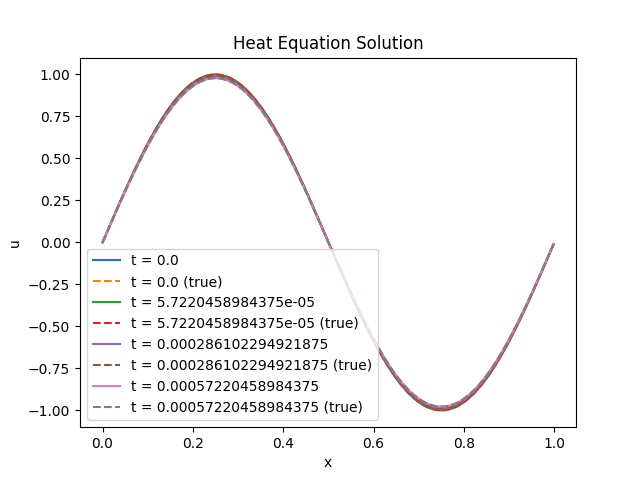 Heat Equation Solution
1.00
0.75
0.50
0.25
0.00
−0.25
−0.50
−0.75
−1.00
u
t = 0.0
t = 0.0 (true)
t = 5.7220458984375e-05
t = 5.7220458984375e-05 (true)
t = 0.000286102294921875
t = 0.000286102294921875 (true)
t = 0.00057220458984375
t = 0.00057220458984375 (true)
0.0 0.2 0.4 0.6 0.8 1.0
x